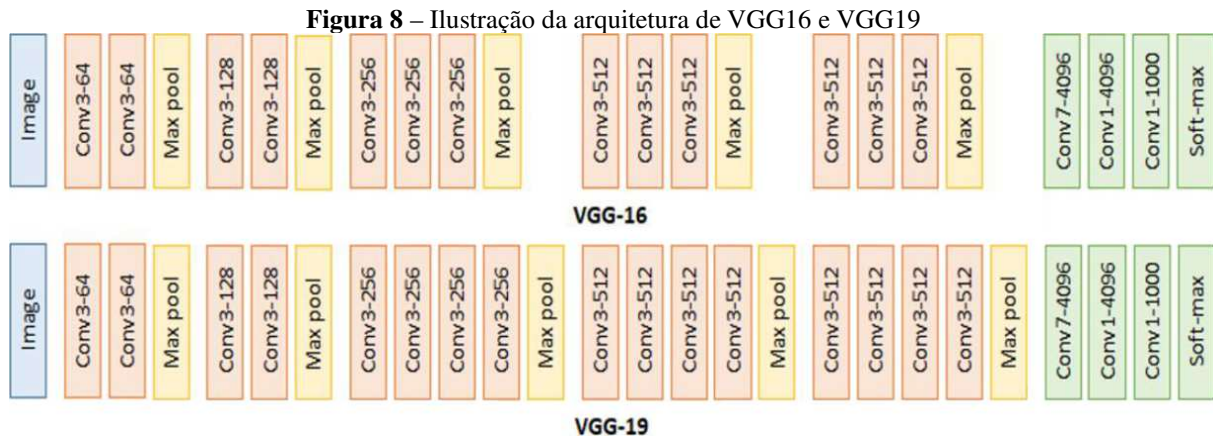 Figura 8 – Ilustração da arquitetura de VGG16 e VGG19
Image
Conv3-64
Conv3-64
Max pool
Conv3-128
Conv3-128
Max pool
Conv3-256
Conv3-256
Conv3-256
Max pool
Conv3-512
Conv3-512
Conv3-512
Max pool
Conv3-512
Conv3-512
Conv3-512
Max pool
Conv7-4096
Conv1-4096
Conv1-1000
Soft-max
VGG-16
Image
Conv3-64
Conv3-64
Max pool
Conv3-128
Conv3-128
Max pool
Conv3-256
Conv3-256
Conv3-256
Conv3-256
Max pool
Conv3-512
Conv3-512
Conv3-512
Conv3-512
Max pool
Conv3-512
Conv3-512
Conv3-512
Conv3-512
Max pool
Conv7-4096
Conv1-4096
Conv1-1000
Soft-max
VGG-19